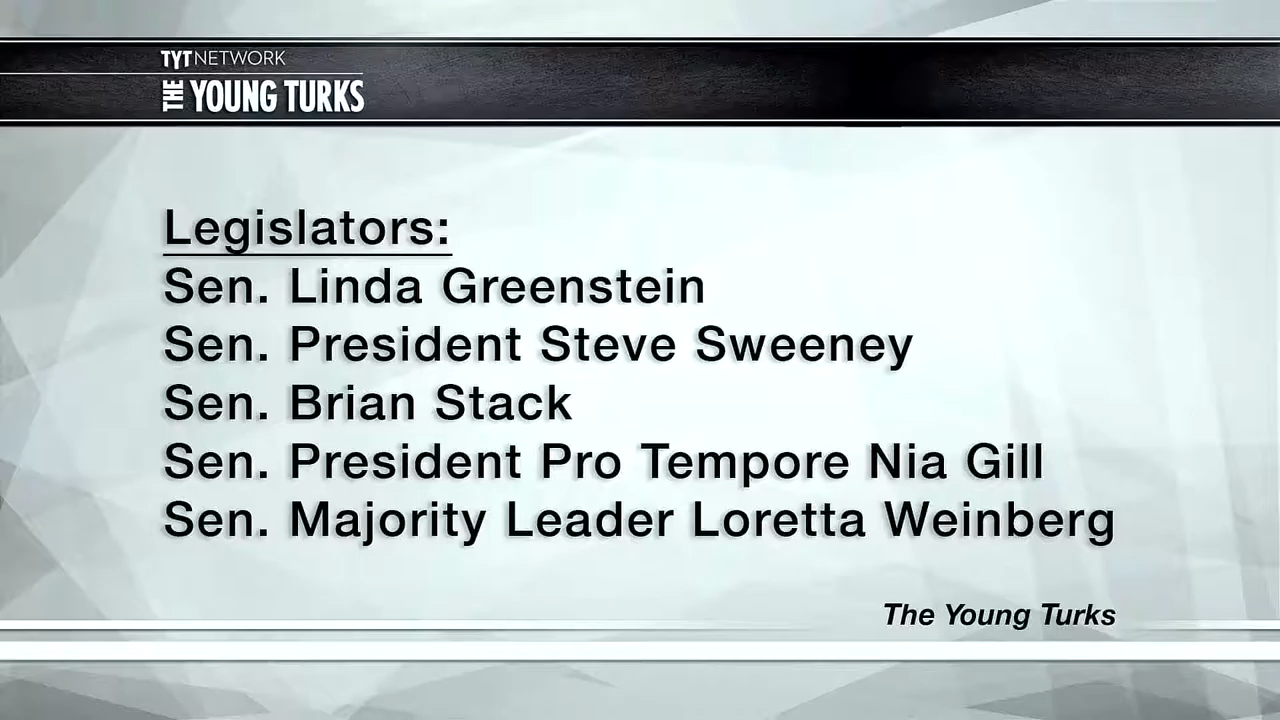 TYT NETWORK
THE YOUNG TURKS
Legislators:
Sen. Linda Greenstein
Sen. President Steve Sweeney
Sen. Brian Stack
Sen. President Pro Tempore Nia Gill
Sen. Majority Leader Loretta Weinberg
The Young Turks